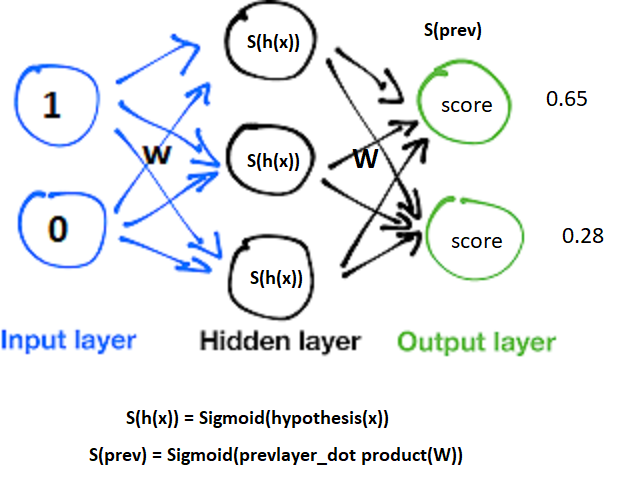 S(prev)
S(h(x))
1
score
0.65
W
S(h(x))
W
0
score
0.28
S(h(x))
Input layer
Hidden layer
Output layer
S(h(x)) = Sigmoid(hypothesis(x))
S(prev) = Sigmoid(prevlayer_dot product(W))